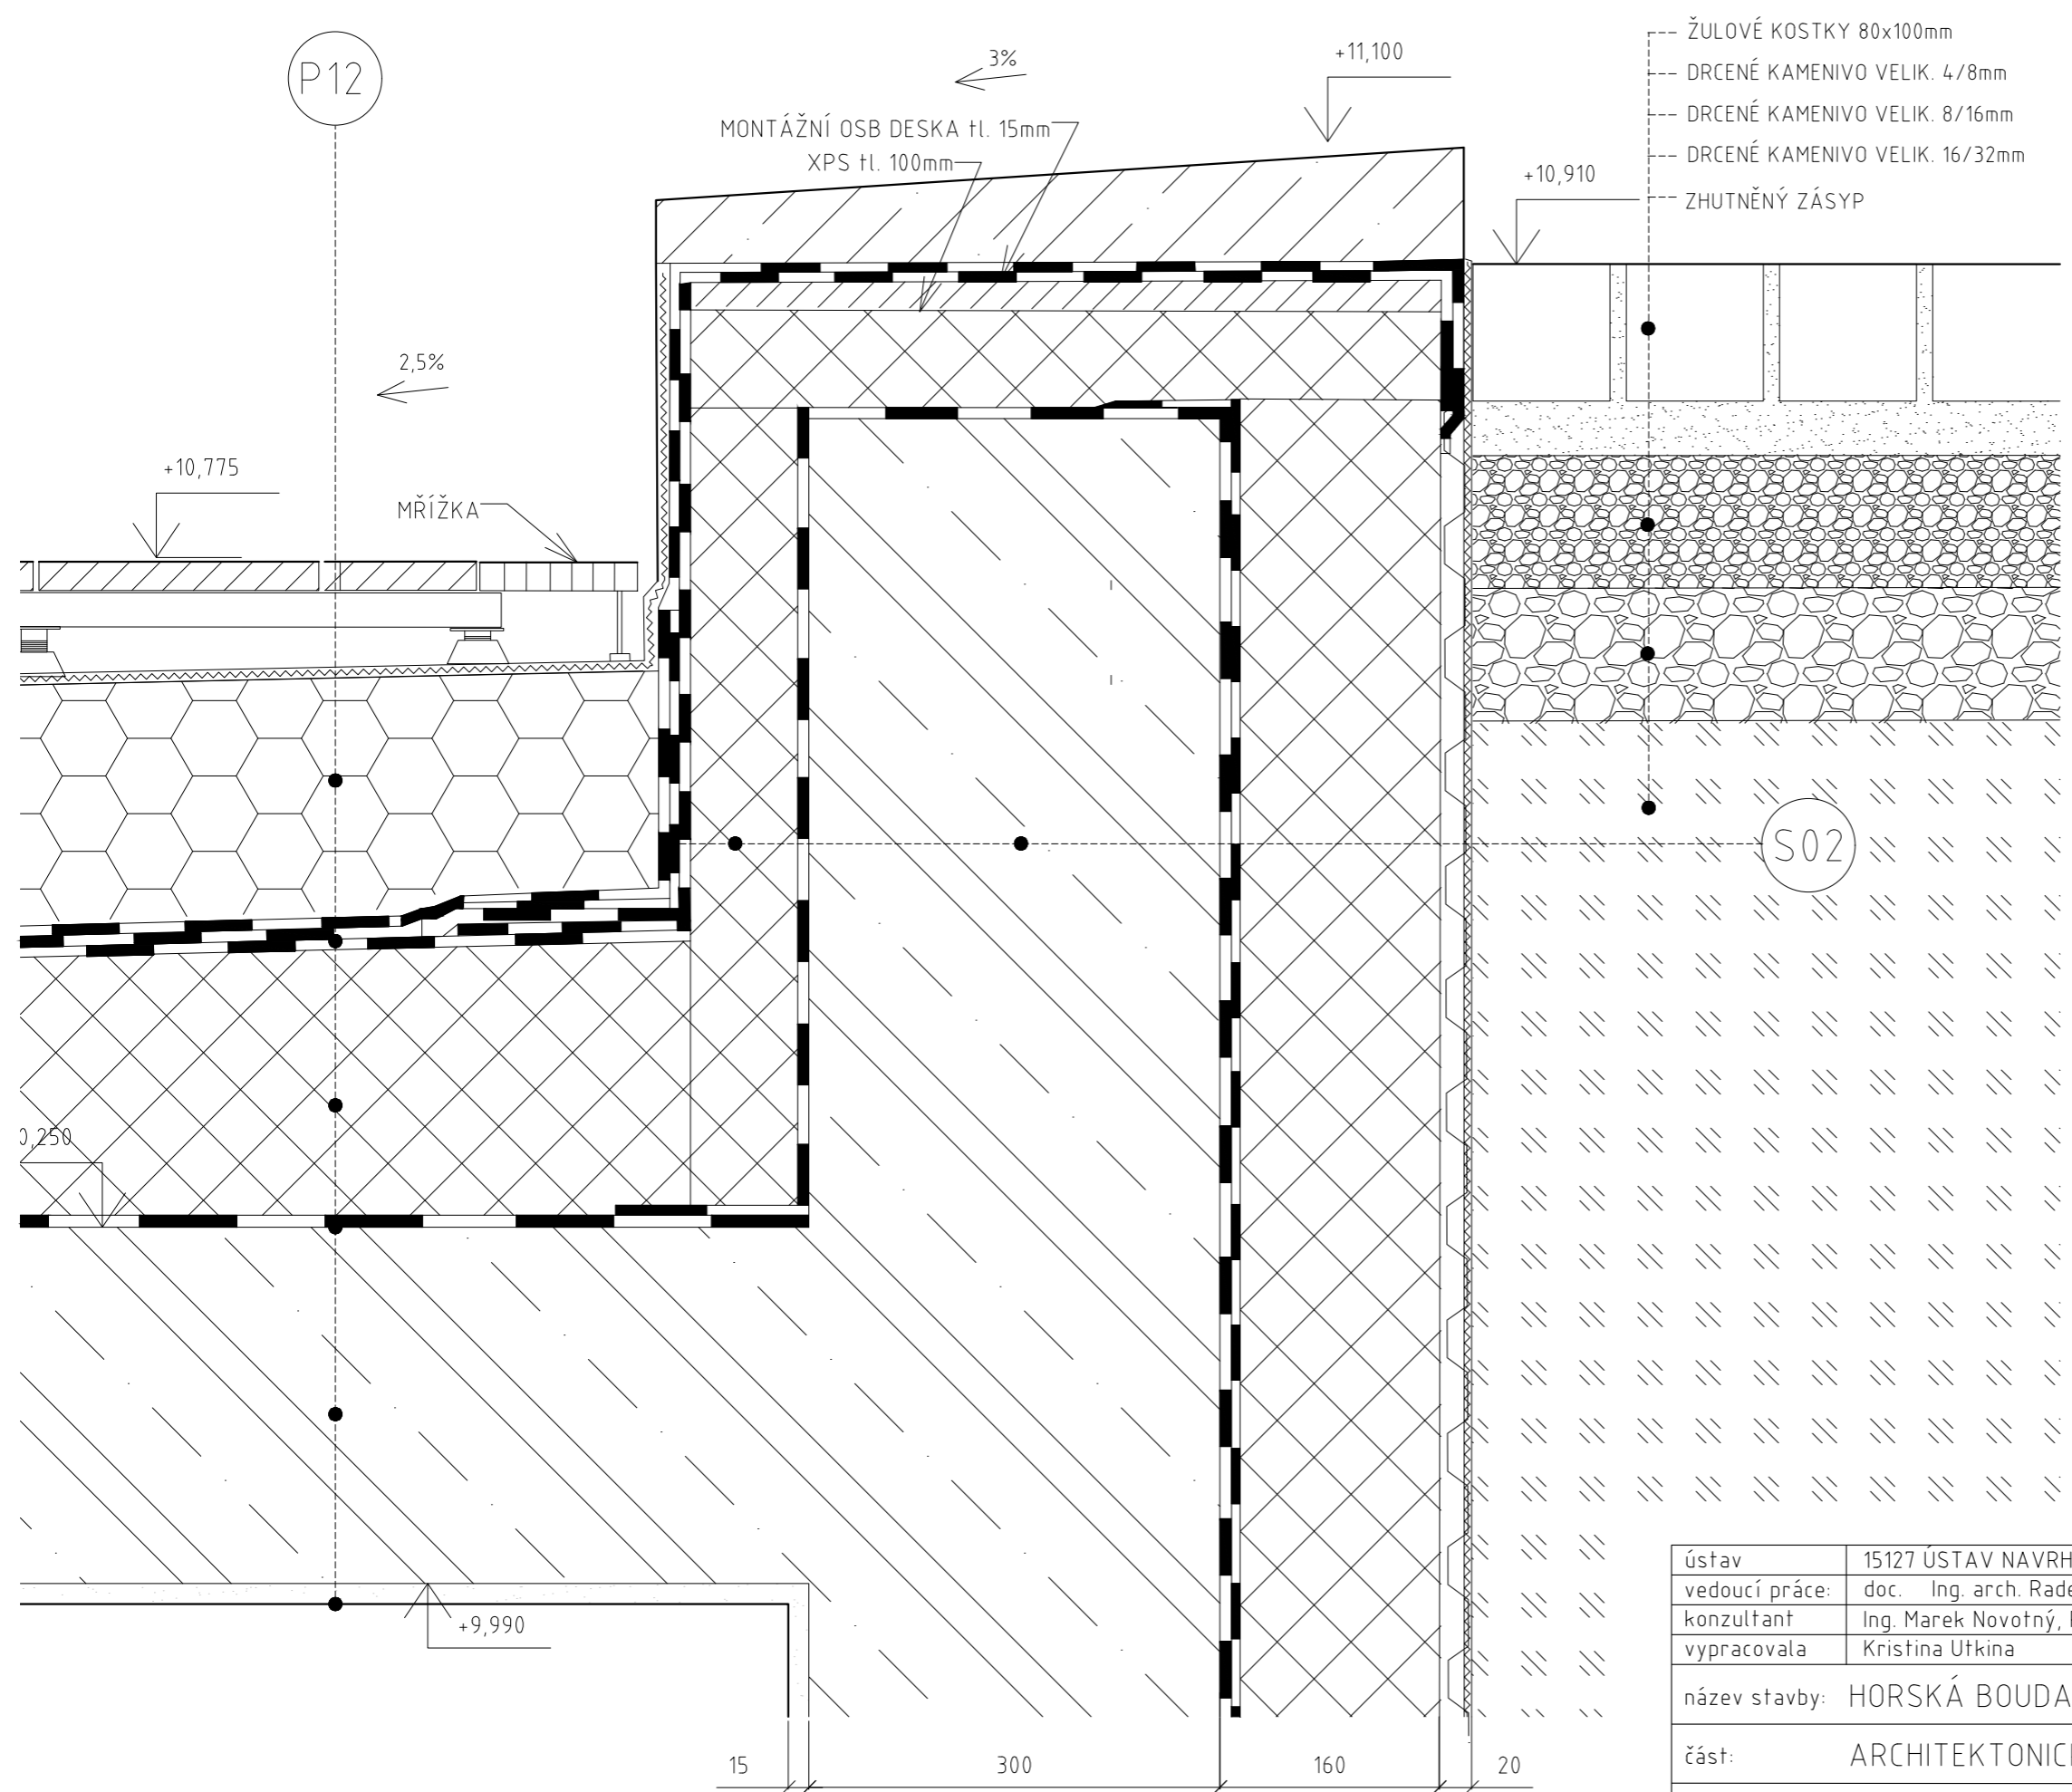 P12
3%
+11,100
ŽULOVÉ KOSTKY 80x100mm
DRCENÉ KAMENIVO VELIK. 4/8mm
DRCENÉ KAMENIVO VELIK. 8/16mm
DRCENÉ KAMENIVO VELIK. 16/32mm
ZHUTNĚNÝ ZÁSYP
MONTÁŽNÍ OSB DESKA tl. 15mm
XPS tl. 100mm
+10,910
2,5%
+10,775
MŘÍŽKA
S02
0,250
+9,990
15
300
160
20
ústav 15127 ÚSTAV NAVRH
vedoucí práce: doc. Ing. arch. Rade
konzultant Ing. Marek Novotný,
vypracovala Kristina Utkina
název stavby: HORSKÁ BOUDA
část: ARCHITEKTONIC